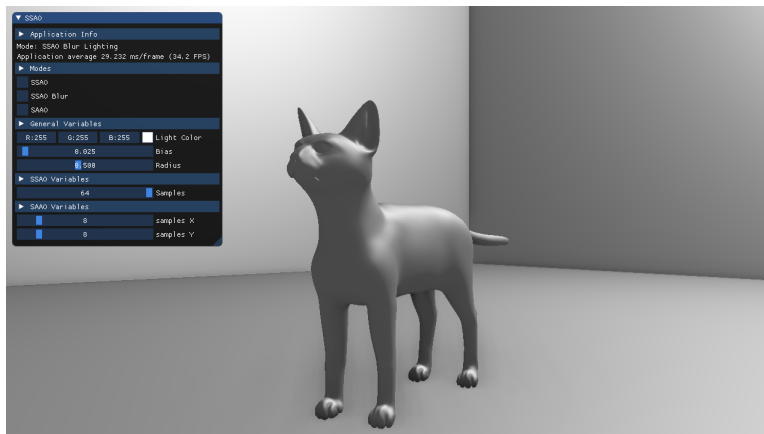 SSAO
Application Info
Mode: SSAO Blur Lighting
Application average 29.232 ms/frame (34.2 FPS)
Modes
SSAO
SSAO Blur
SAAO
General Variables
R:255 G:255 B:255 Light Color
0.025 Bias
0.500 Radius
SSAO Variables
64 Samples
SAAO Variables
8 samples X
8 samples Y